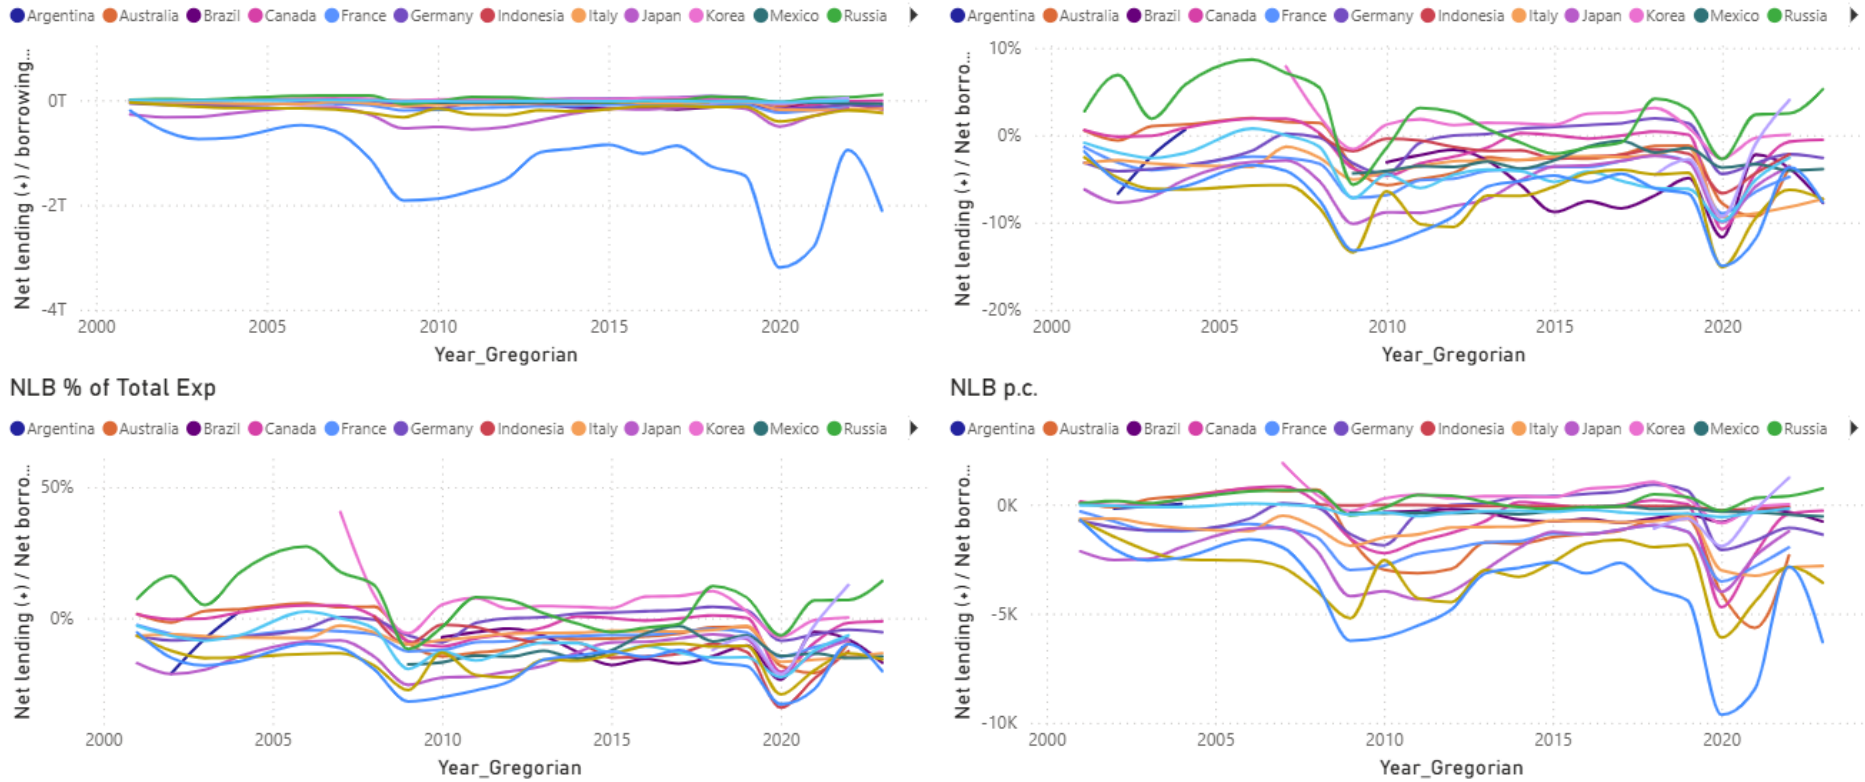 Argentina Australia Brazil Canada France Germany Indonesia Italy Japan Korea Mexico Russia
Net lending (+) / borrowing...
0T
-2T
-4T
2000 2005 2010 2015 2020
Year_Gregorian
Argentina Australia Brazil Canada France Germany Indonesia Italy Japan Korea Mexico Russia
Net lending (+) / Net borro...
10%
0%
-10%
-20%
2000 2005 2010 2015 2020
Year_Gregorian
NLB % of Total Exp
Argentina Australia Brazil Canada France Germany Indonesia Italy Japan Korea Mexico Russia
Net lending (+) / Net borro...
50%
0%
2000 2005 2010 2015 2020
Year_Gregorian
NLB p.c.
Argentina Australia Brazil Canada France Germany Indonesia Italy Japan Korea Mexico Russia
Net lending (+) / Net borro...
0K
-5K
-10K
2000 2005 2010 2015 2020
Year_Gregorian